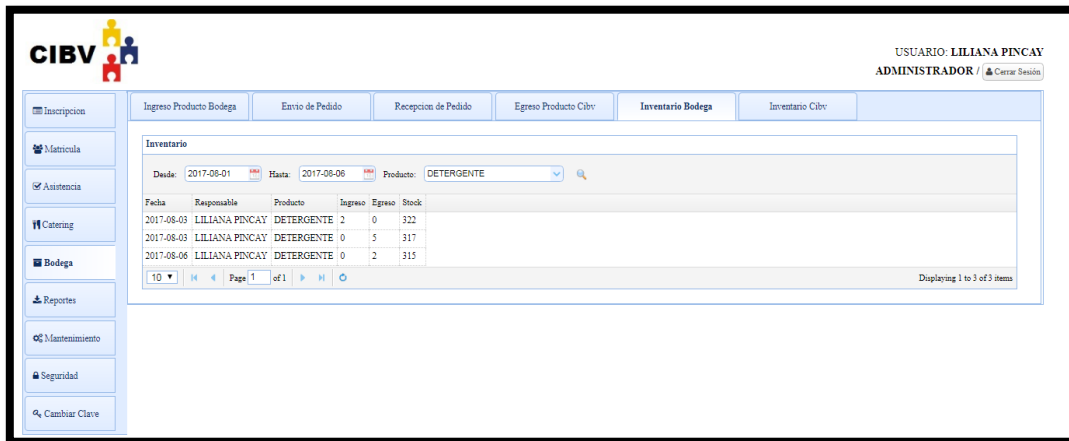 CIBV
USUARIO: LILIANA PINCAY
ADMINISTRADOR / Cerrar Sesión
Inscripcion
Matricula
Asistencia
Catering
Bodega
Reportes
Mantenimiento
Seguridad
Cambiar Clave
Ingreso Producto Bodega Envio de Pedido Recepcion de Pedido Egreso Producto Cibv Inventario Bodega Inventario Cibv
Inventario
Desde: 2017-08-01 Hasta: 2017-08-06 Producto: DETERGENTE
Fecha Responsable Producto Ingreso Egreso Stock
2017-08-03 LILIANA PINCAY DETERGENTE 2 0 322
2017-08-03 LILIANA PINCAY DETERGENTE 0 5 317
2017-08-06 LILIANA PINCAY DETERGENTE 0 2 315
10 Page 1 of 1 Displaying 1 to 3 of 3 items